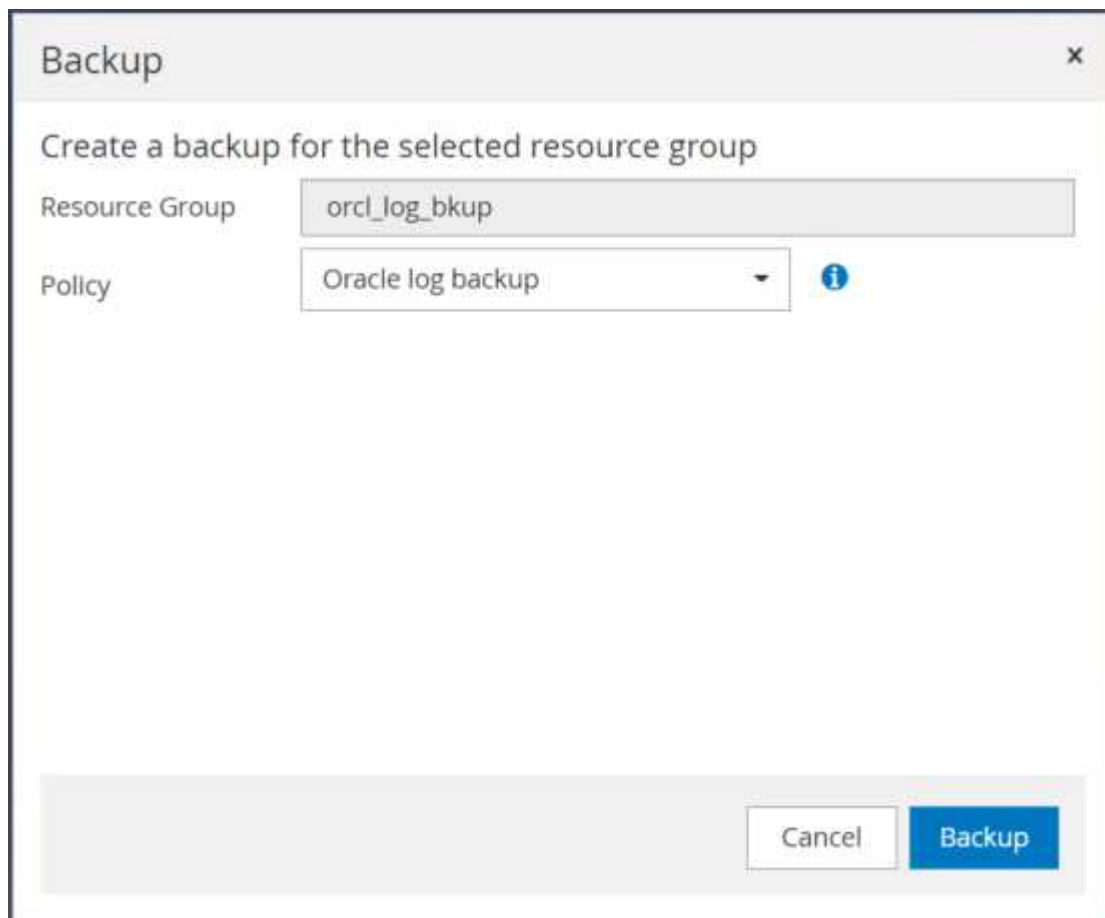 Backup
Create a backup for the selected resource group
Resource Group orcl_log_bkup
Policy Oracle log backup
Cancel Backup